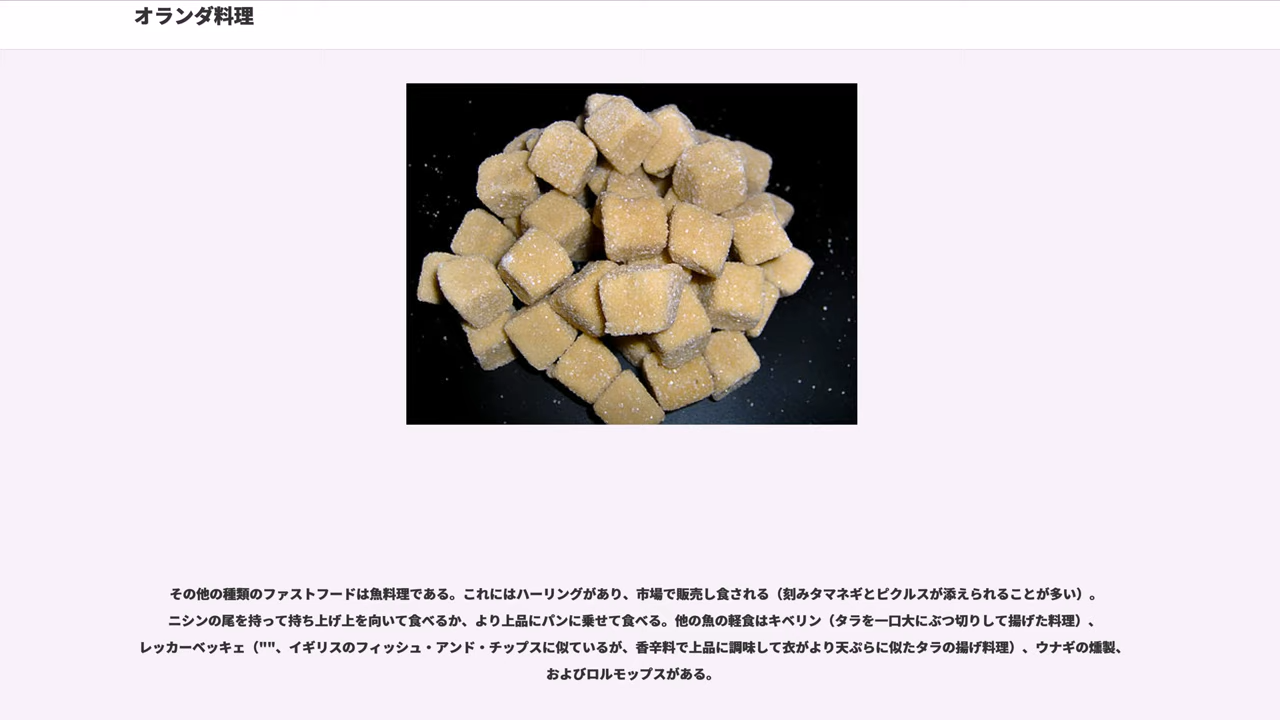 オランダ料理
その他の種類のファストフードは魚料理である。これにはハーリングがあり、市場で販売し食される（刻みタマネギとピクルスが添えられることが多い）。
ニシンの尾を持って持ち上げ上を向いて食べるか、より上品にパンに乗せて食べる。他の魚の軽食はキベリン（タラを一口大にぶつ切りして揚げた料理）、
レッカーベッキェ（""、イギリスのフィッシュ・アンド・チップスに似ているが、香辛料で上品に調味して衣がより天ぷらに似たタラの揚げ料理）、ウナギの燻製、
およびロルモップスがある。